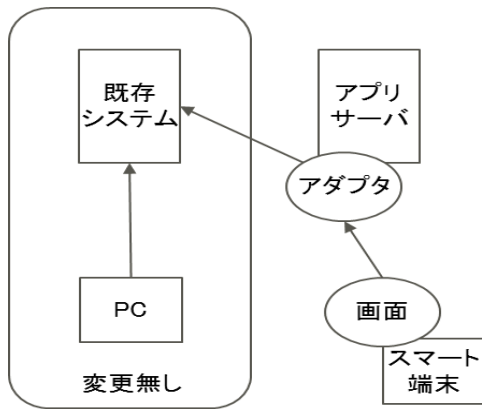 既存
システム
アプリ
サーバ
アダプタ
PC
画面
スマート
端末
変更無し